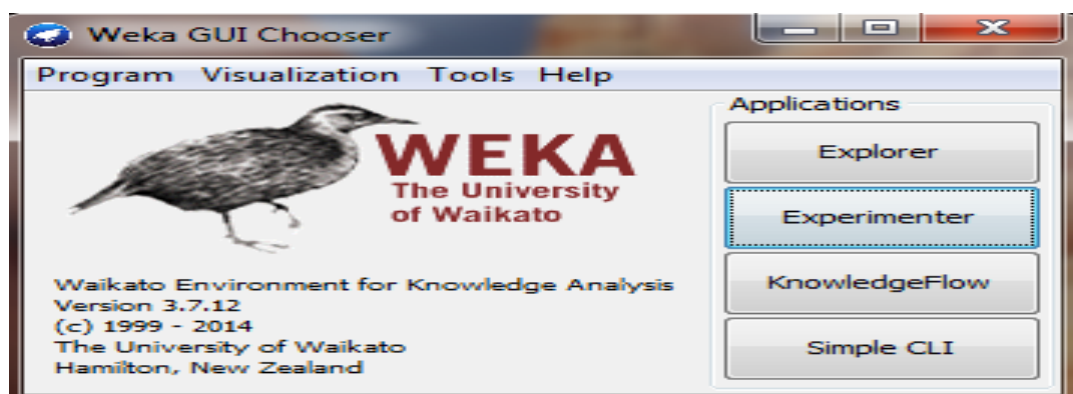 Weka GUI Chooser
Program Visualization Tools Help
WEKA
The University
of Waikato
Waikato Environment for Knowledge Analysis
Version 3.7.12
(c) 1999 - 2014
The University of Waikato
Hamilton, New Zealand
Applications
Explorer
Experimenter
KnowledgeFlow
Simple CLI